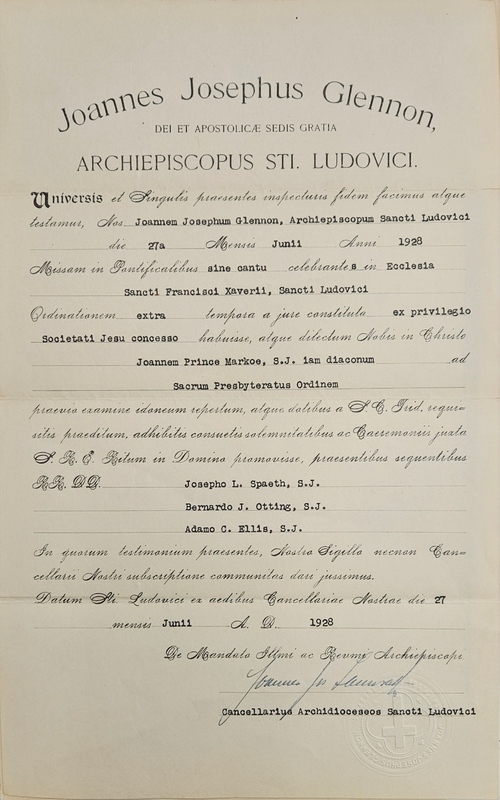 Joannes Josephus Glennon,
DEI ET APOSTOLICÆ SEDIS GRATIA
ARCHIEPISCOPUS STI. LUDOVICI.
Universis et Singulis praesentes inspecturis fidem facimus atque
testamur, Nos Joannem Josephum Glennon, Archiepiscopum Sancti Ludovici
die 27a Mensis Junii Anni 1928
Missam in Pontificalibus sine cantu celebrantes in Ecclesia
Sancti Francisci Xaverii, Sancti Ludovici
Ordinationem extra tempora a jure constituta ex privilegio
Societati Jesu concesso habuisse, atque dilectum Nobis in Christo
Joannem Prince Markoe, S.J. iam diaconum ad
Sacrum Presbyteratus Ordinem
praevio examine idoneum repertum, atque dotibus a S. C. Trid. requi-
sitis praeditum, adhibitis consuetis solemnitatibus ac Caeremoniis juxta
S. R. E. Ritum in Domino promovisse, praesentibus sequentibus
RR. DD. Josepho L. Spaeth, S.J.
Bernardo J. Otting, S.J.
Adamo C. Ellis, S.J.
In quorum testimonium praesentes, Nostro Sigillo necnon Can-
cellarii Nostri subscriptione communitas dari jussimus.
Datum Sti. Ludovici ex aedibus Cancellariae Nostrae die 27
mensis Junii A. D. 1928
De Mandato Illmi ac Revmi Archiepiscopi.
Cancellarius Archidioceseos Sancti Ludovici